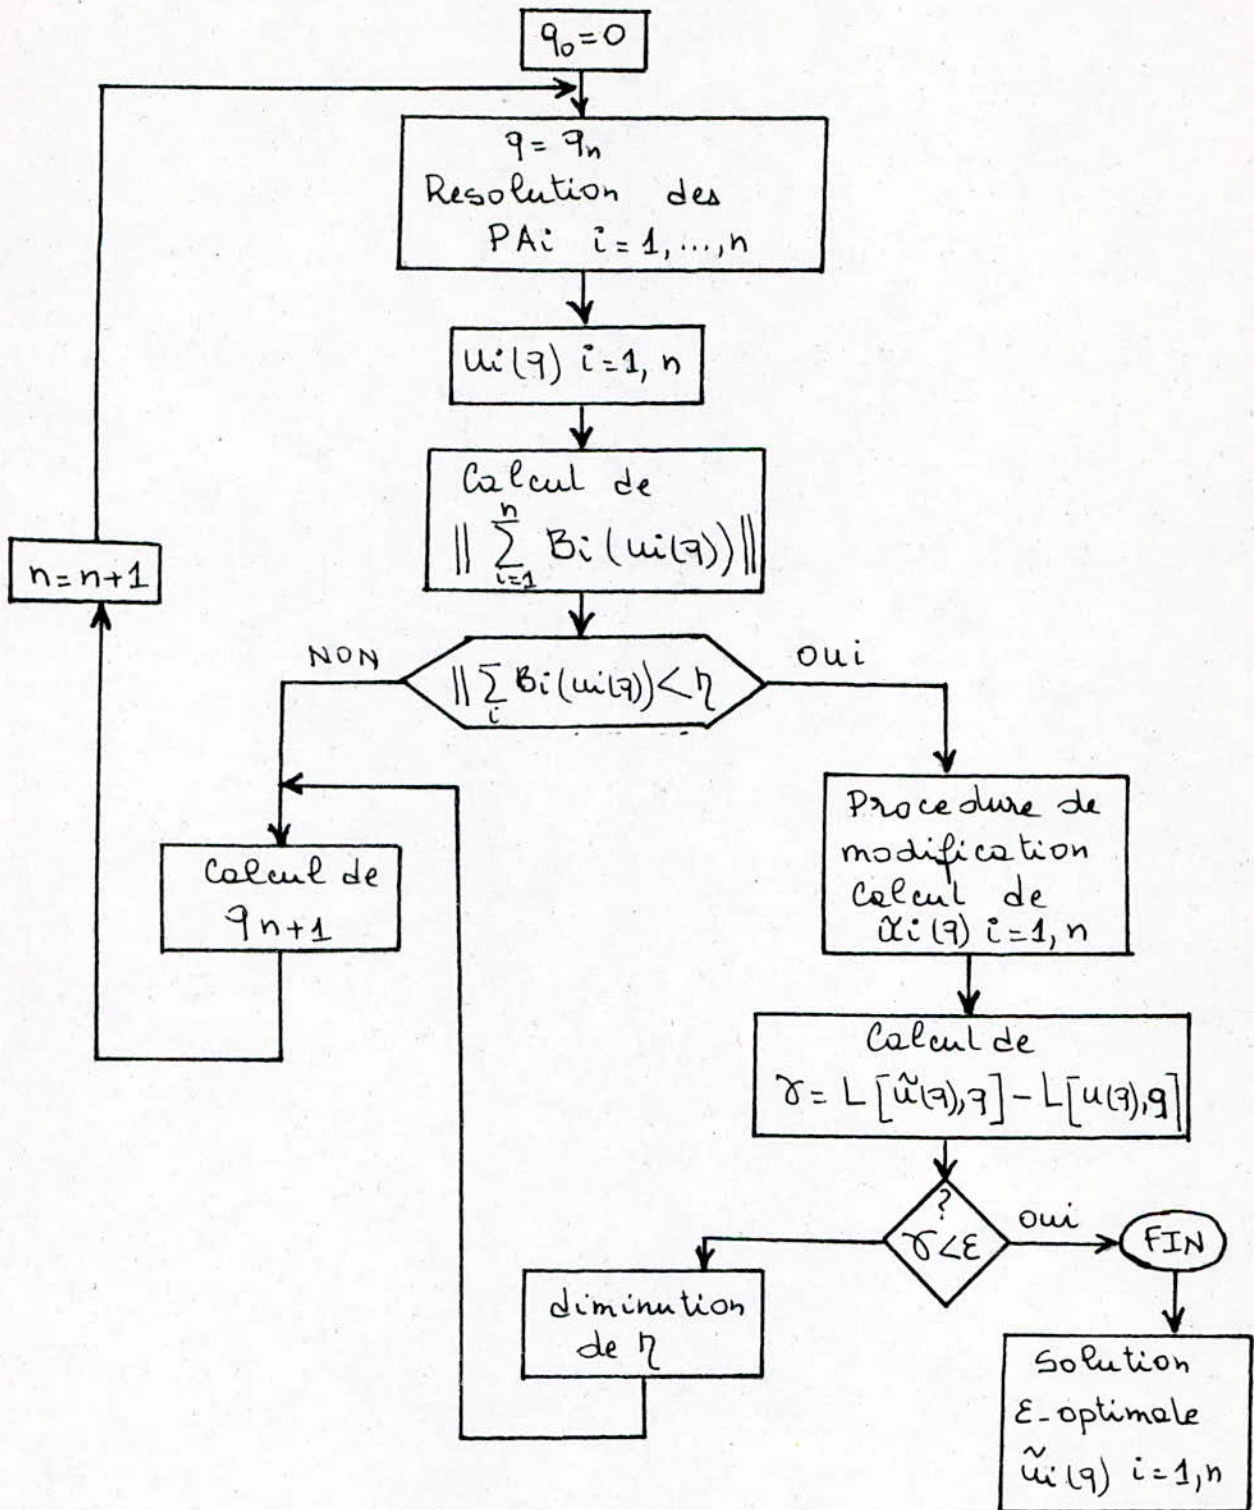 q₀=0
q = qₙ
Resolution des
PAi i = 1, ..., n
ui(q) i=1, n
Calcul de
|| n∑i=1 Bi (ui(q)) ||
n=n+1
NON
|| ∑i Bi(ui(q)) < η
OUi
Procedure de
modification
Calcul de
ũi(q) i=1, n
Calcul de
q n+1
Calcul de
γ = L [ũ(q), q] − L[u(q), q]
?
γ<ε
oui
FIN
diminution
de η
Solution
ε-optimale
ũi(q) i=1, n